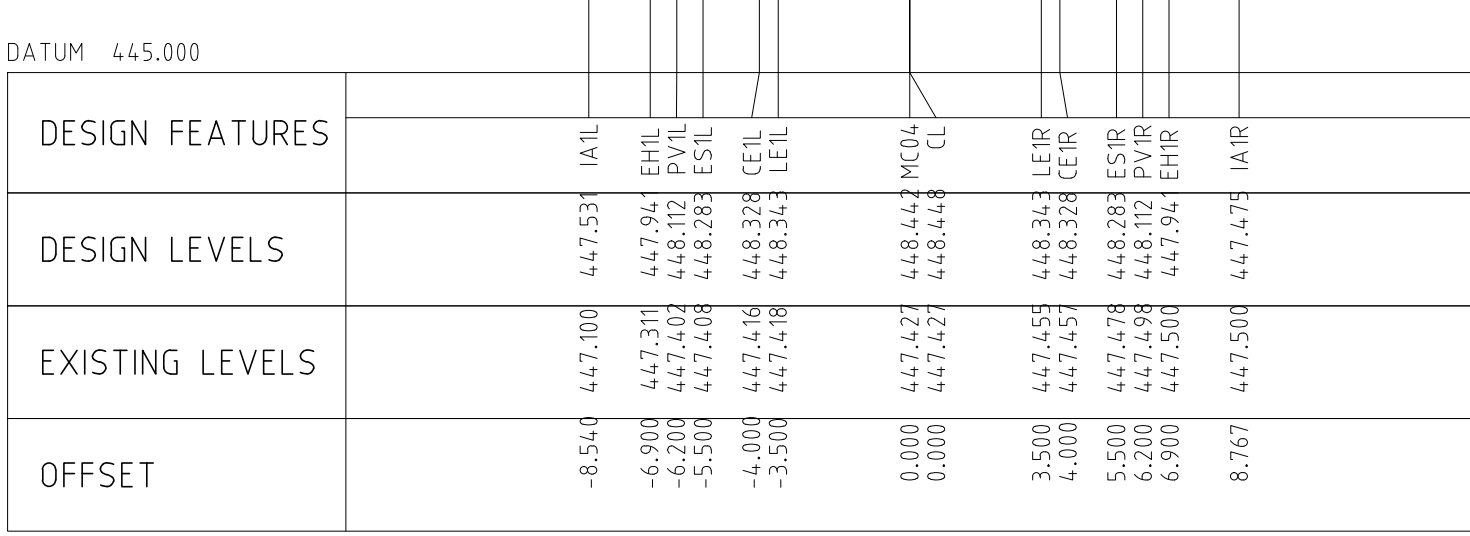 DATUM 445.000
DESIGN FEATURES IA1L EH1L PV1L ES1L CE1L LE1L MC04 CL LE1R CE1R ES1R PV1R EH1R IA1R
DESIGN LEVELS 447.531 447.941 448.112 448.283 448.328 448.343 448.442 448.448 448.343 448.328 448.283 448.112 447.941 447.475
EXISTING LEVELS 447.100 447.311 447.402 447.408 447.416 447.418 447.427 447.427 447.455 447.457 447.478 447.498 447.500 447.500
OFFSET -8.540 -6.900 -6.200 -5.500 -4.000 -3.500 0.000 0.000 3.500 4.000 5.500 6.200 6.900 8.767